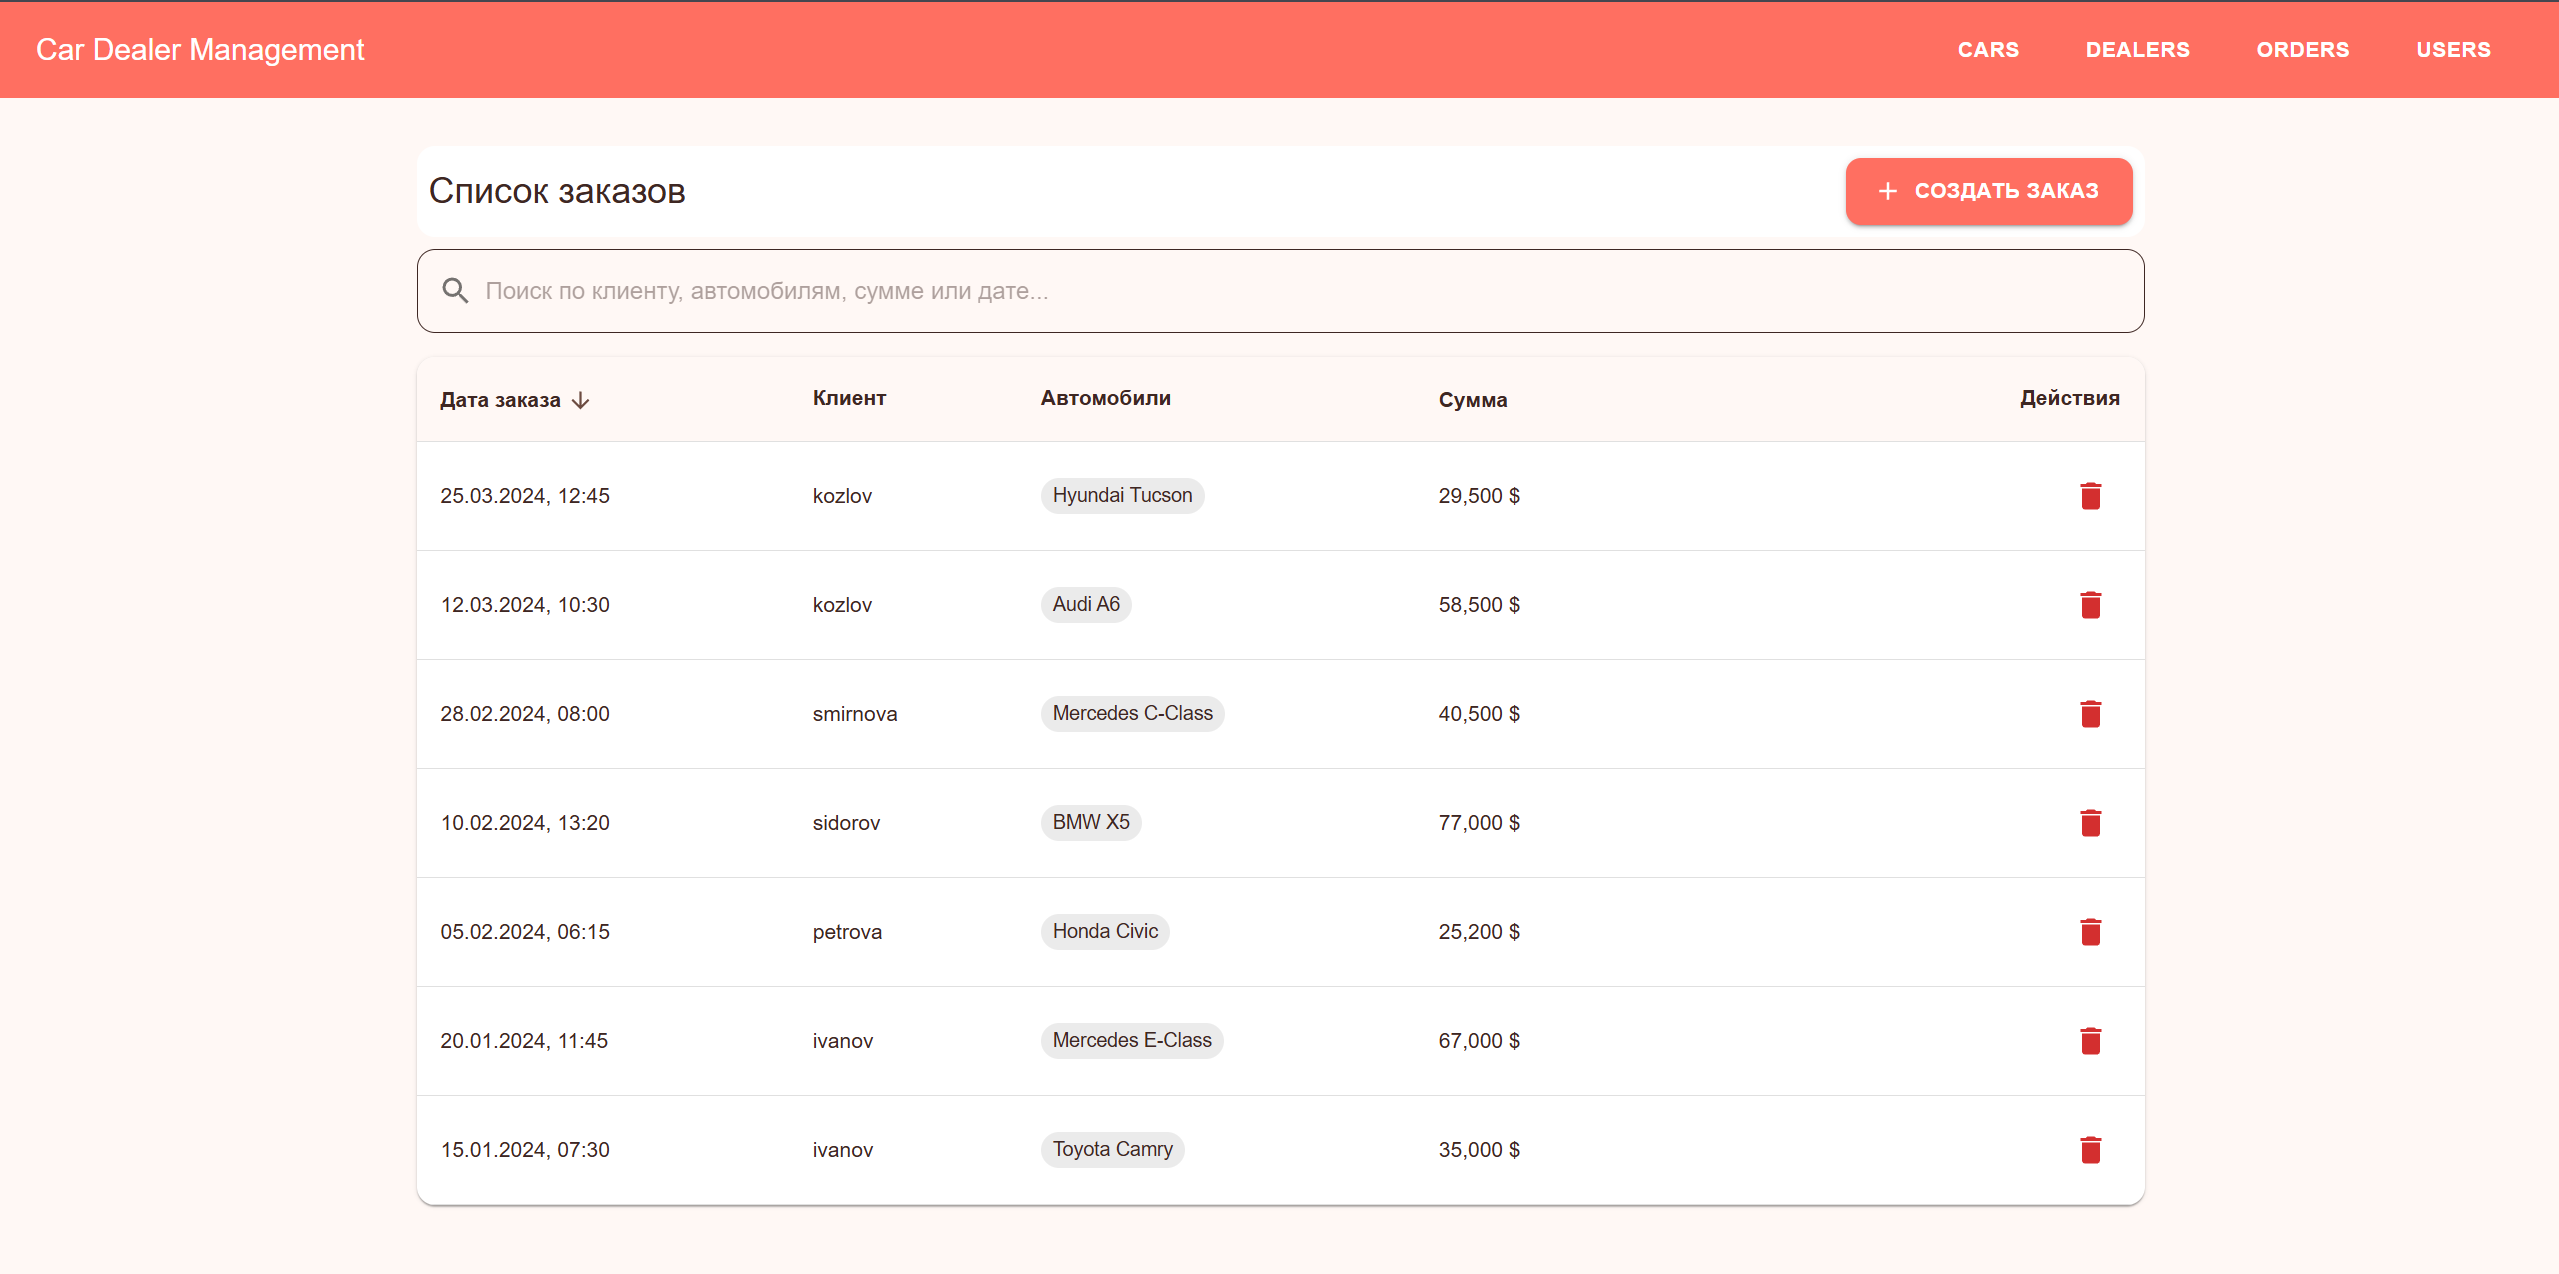 Car Dealer Management CARS DEALERS ORDERS USERS
Список заказов + СОЗДАТЬ ЗАКАЗ
Поиск по клиенту, автомобилям, сумме или дате...
Дата заказа Клиент Автомобили Сумма Действия
25.03.2024, 12:45 kozlov Hyundai Tucson 29,500 $
12.03.2024, 10:30 kozlov Audi A6 58,500 $
28.02.2024, 08:00 smirnova Mercedes C-Class 40,500 $
10.02.2024, 13:20 sidorov BMW X5 77,000 $
05.02.2024, 06:15 petrova Honda Civic 25,200 $
20.01.2024, 11:45 ivanov Mercedes E-Class 67,000 $
15.01.2024, 07:30 ivanov Toyota Camry 35,000 $